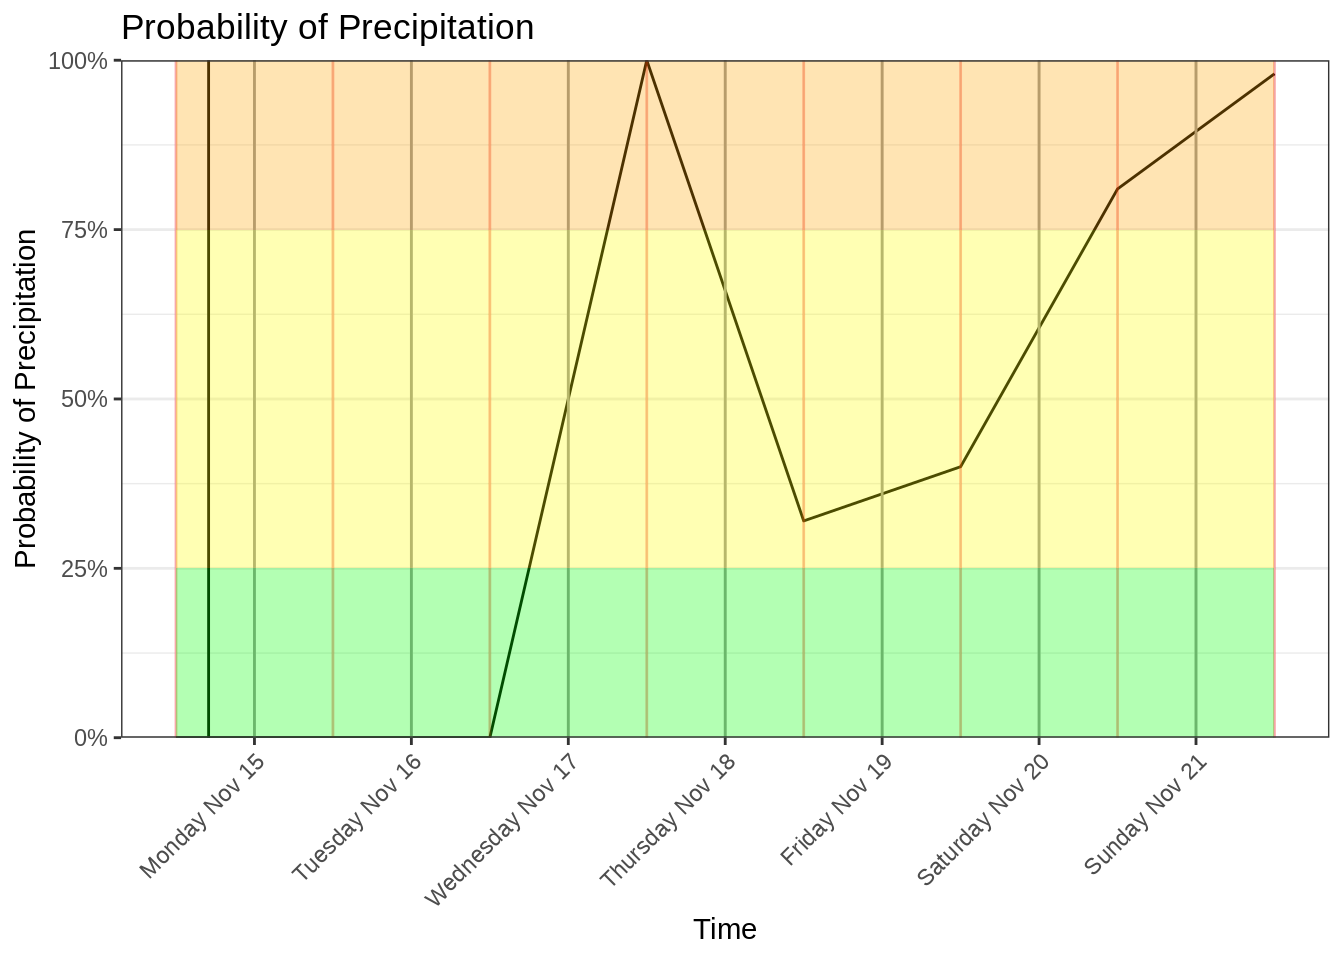 Probability of Precipitation
Probability of Precipitation
100%
75%
50%
25%
0%
Monday Nov 15
Tuesday Nov 16
Wednesday Nov 17
Thursday Nov 18
Friday Nov 19
Saturday Nov 20
Sunday Nov 21
Time